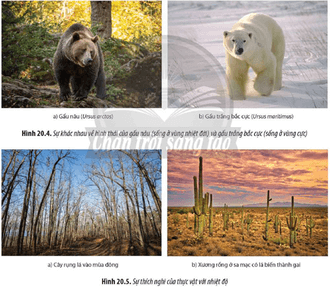 a) Gấu nâu (Ursus arctos)
b) Gấu trắng bắc cực (Ursus maritimus)
Hình 20.4. Sự khác nhau về hình thái của gấu nâu (sống ở vùng nhiệt đới) và gấu trắng bắc cực (sống ở vùng cực)
Chân trời sáng tạo
a) Cây rụng lá vào mùa đông
b) Xương rồng ở sa mạc có lá biến thành gai
Hình 20.5. Sự thích nghi của thực vật với nhiệt độ